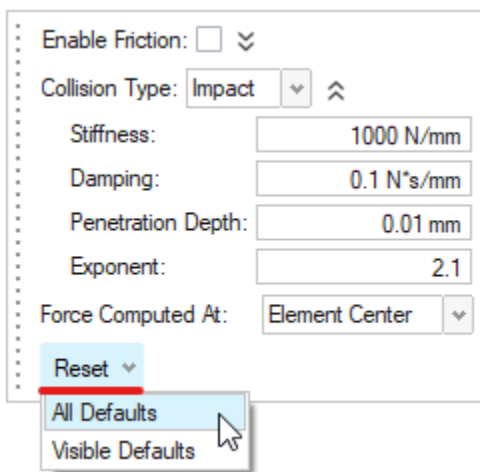 Enable Friction:
Collision Type: Impact
Stiffness: 1000 N/mm
Damping: 0.1 N*s/mm
Penetration Depth: 0.01 mm
Exponent: 2.1
Force Computed At: Element Center
Reset
All Defaults
Visible Defaults